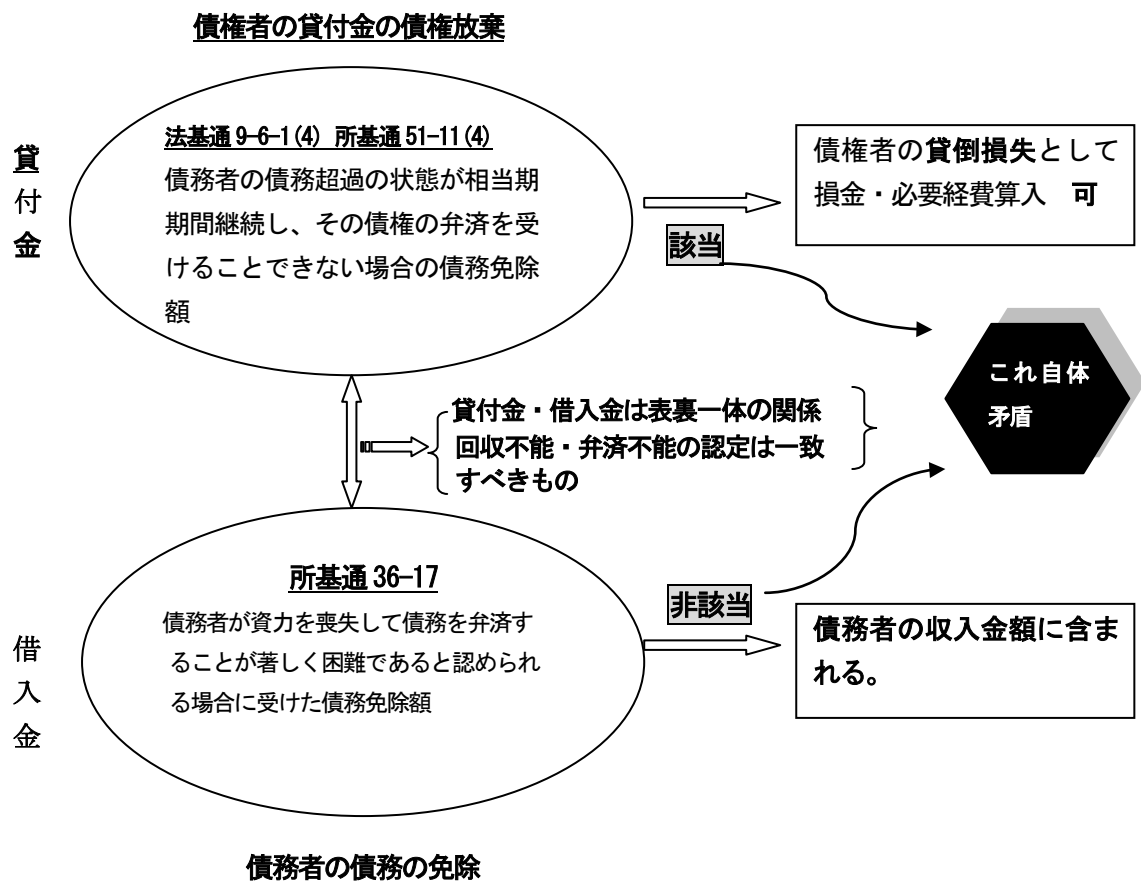 債権者の貸付金の債権放棄
貸
付
金
法基通9-6-1(4) 所基通51-11(4)
債務者の債務超過の状態が相当期
期間継続し、その債権の弁済を受
けることできない場合の債務免除
額
債権者の貸倒損失として
損金・必要経費算入 可
該当
これ自体
矛盾
貸付金・借入金は表裏一体の関係
回収不能・弁済不能の認定は一致
すべきもの
借
入
金
所基通36-17
債務者が資力を喪失して債務を弁済す
ることが著しく困難であると認められ
る場合に受けた債務免除額
非該当
債務者の収入金額に含ま
れる。
債務者の債務の免除